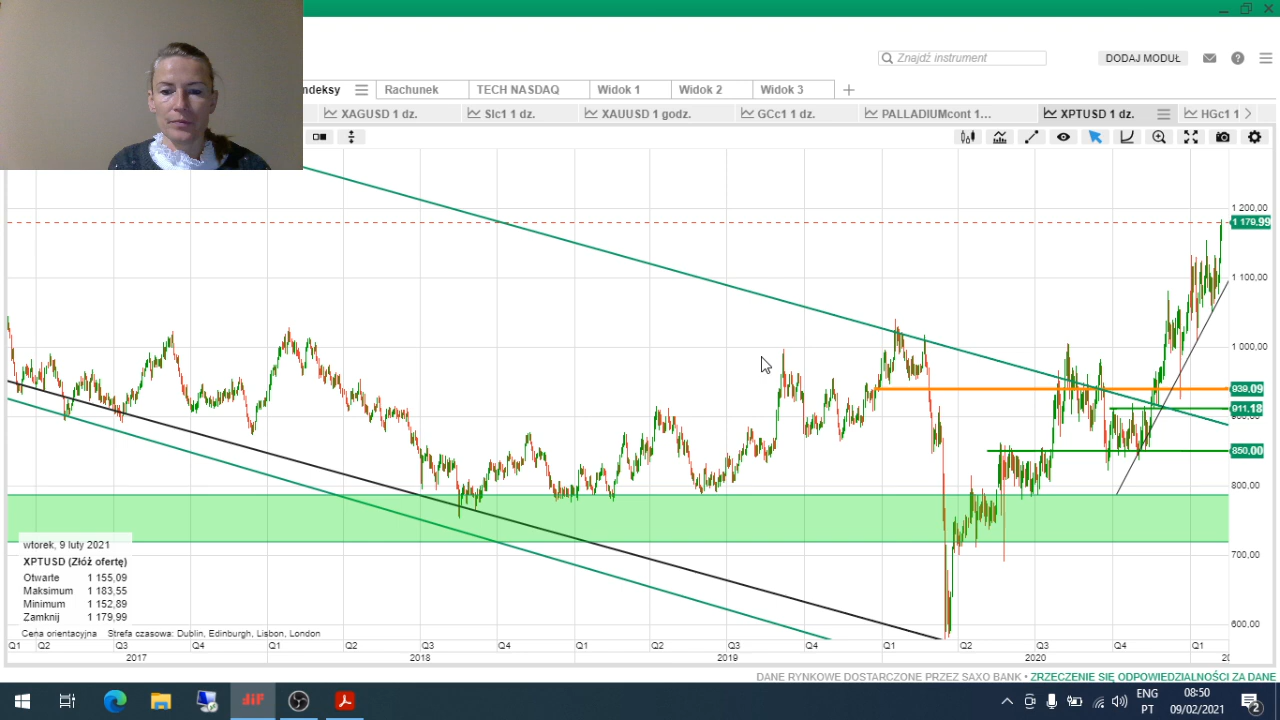 Znajdź instrument
DODAJ MODUŁ
ndeksy
Rachunek
TECH NASDAQ
Widok 1
Widok 2
Widok 3
XAGUSD 1 dz.
SIc1 1 dz.
XAUUSD 1 godz.
GCc1 1 dz.
PALLADIUMcont 1...
XPTUSD 1 dz.
HGc1 1
1 200,00
1 179,99
1 100,00
1 000,00
939,09
911,18
900,00
850,00
800,00
700,00
600,00
wtorek, 9 luty 2021
XPTUSD (Złóż ofertę)
Otwarte 1 155,09
Maksimum 1 183,55
Minimum 1 152,89
Zamknij 1 179,99
Cena orientacyjna Strefa czasowa: Dublin, Edinburgh, Lisbon, London
Q1 Q2 Q3 Q4 Q1 Q2 Q3 Q4 Q1 Q2 Q3 Q4 Q1 Q2 Q3 Q4 Q1
2017 2018 2019 2020 20
DANE RYNKOWE DOSTARCZONE PRZEZ SAXO BANK • ZRZECZENIE SIĘ ODPOWIEDZIALNOŚCI ZA DANE
DIF
ENG
PT
08:50
09/02/2021
2